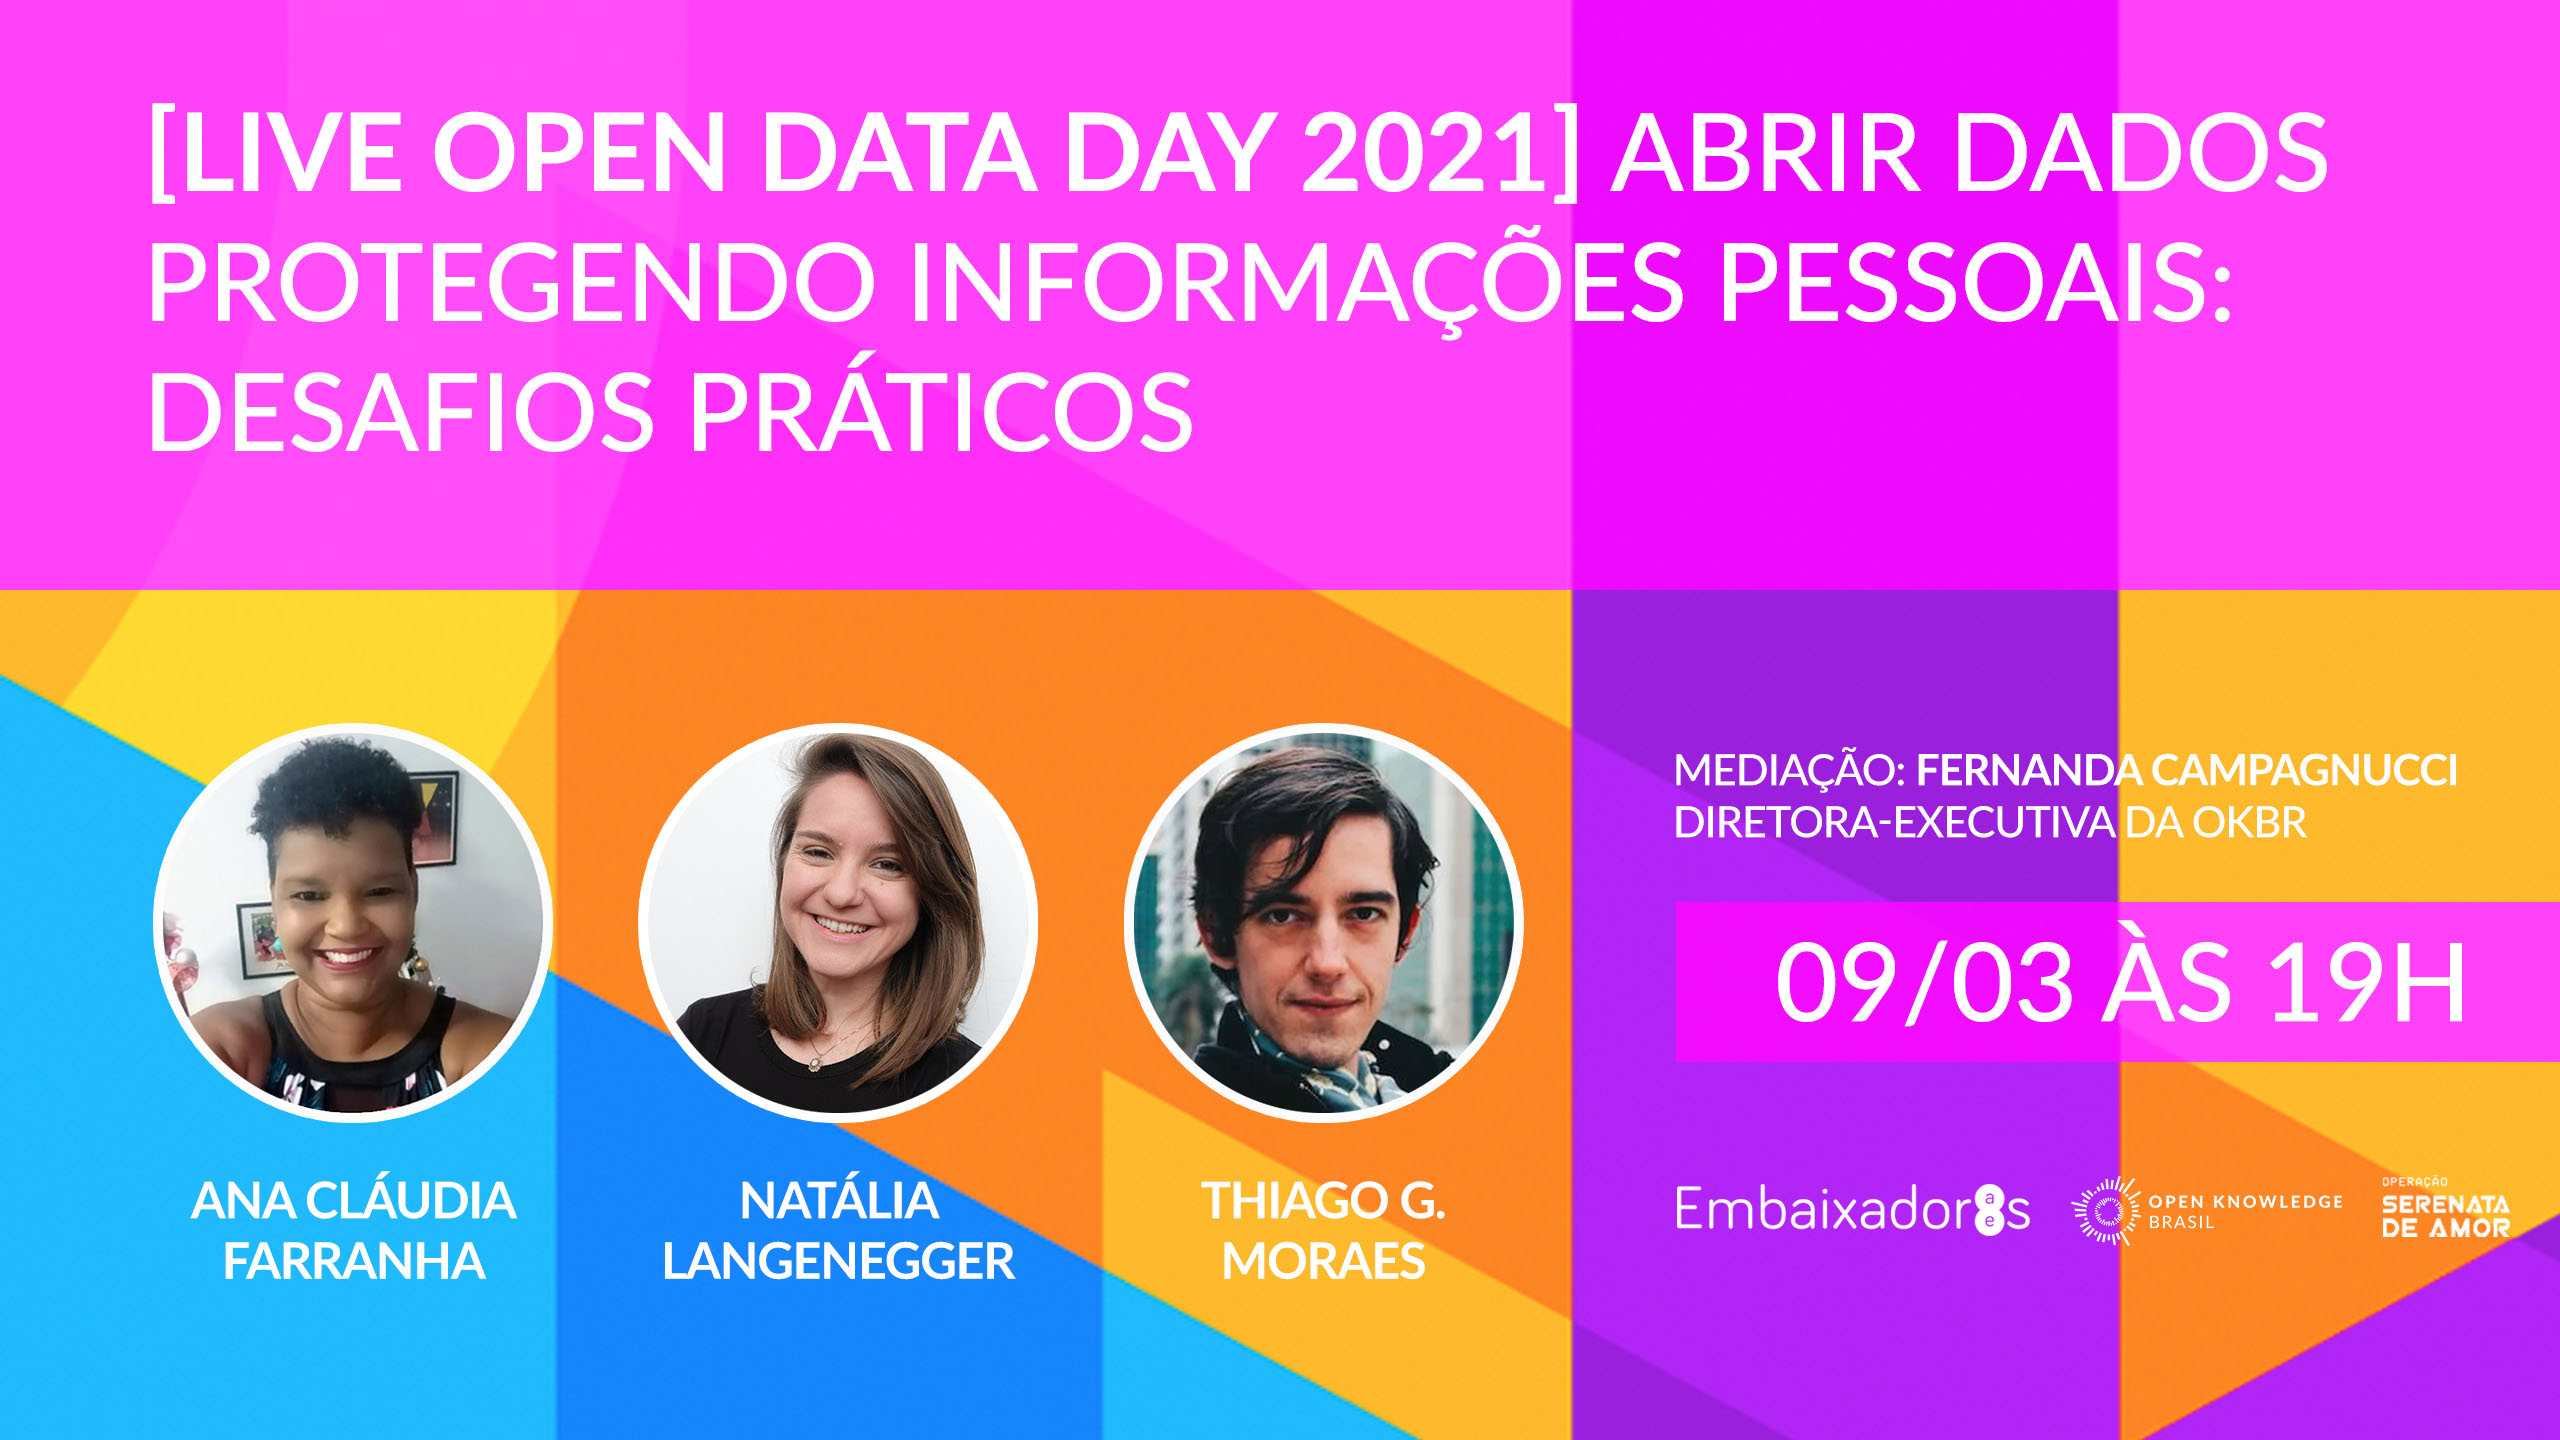 [LIVE OPEN DATA DAY 2021] ABRIR DADOS
PROTEGENDO INFORMAÇÕES PESSOAIS:
DESAFIOS PRÁTICOS
MEDIAÇÃO: FERNANDA CAMPAGNUCCI
DIRETORA-EXECUTIVA DA OKBR
09/03 ÀS 19H
ANA CLÁUDIA
FARRANHA
NATÁLIA
LANGENEGGER
THIAGO G.
MORAES
Embaixadoraes
OPEN KNOWLEDGE
BRASIL
OPERAÇÃO
SERENATA
DE AMOR